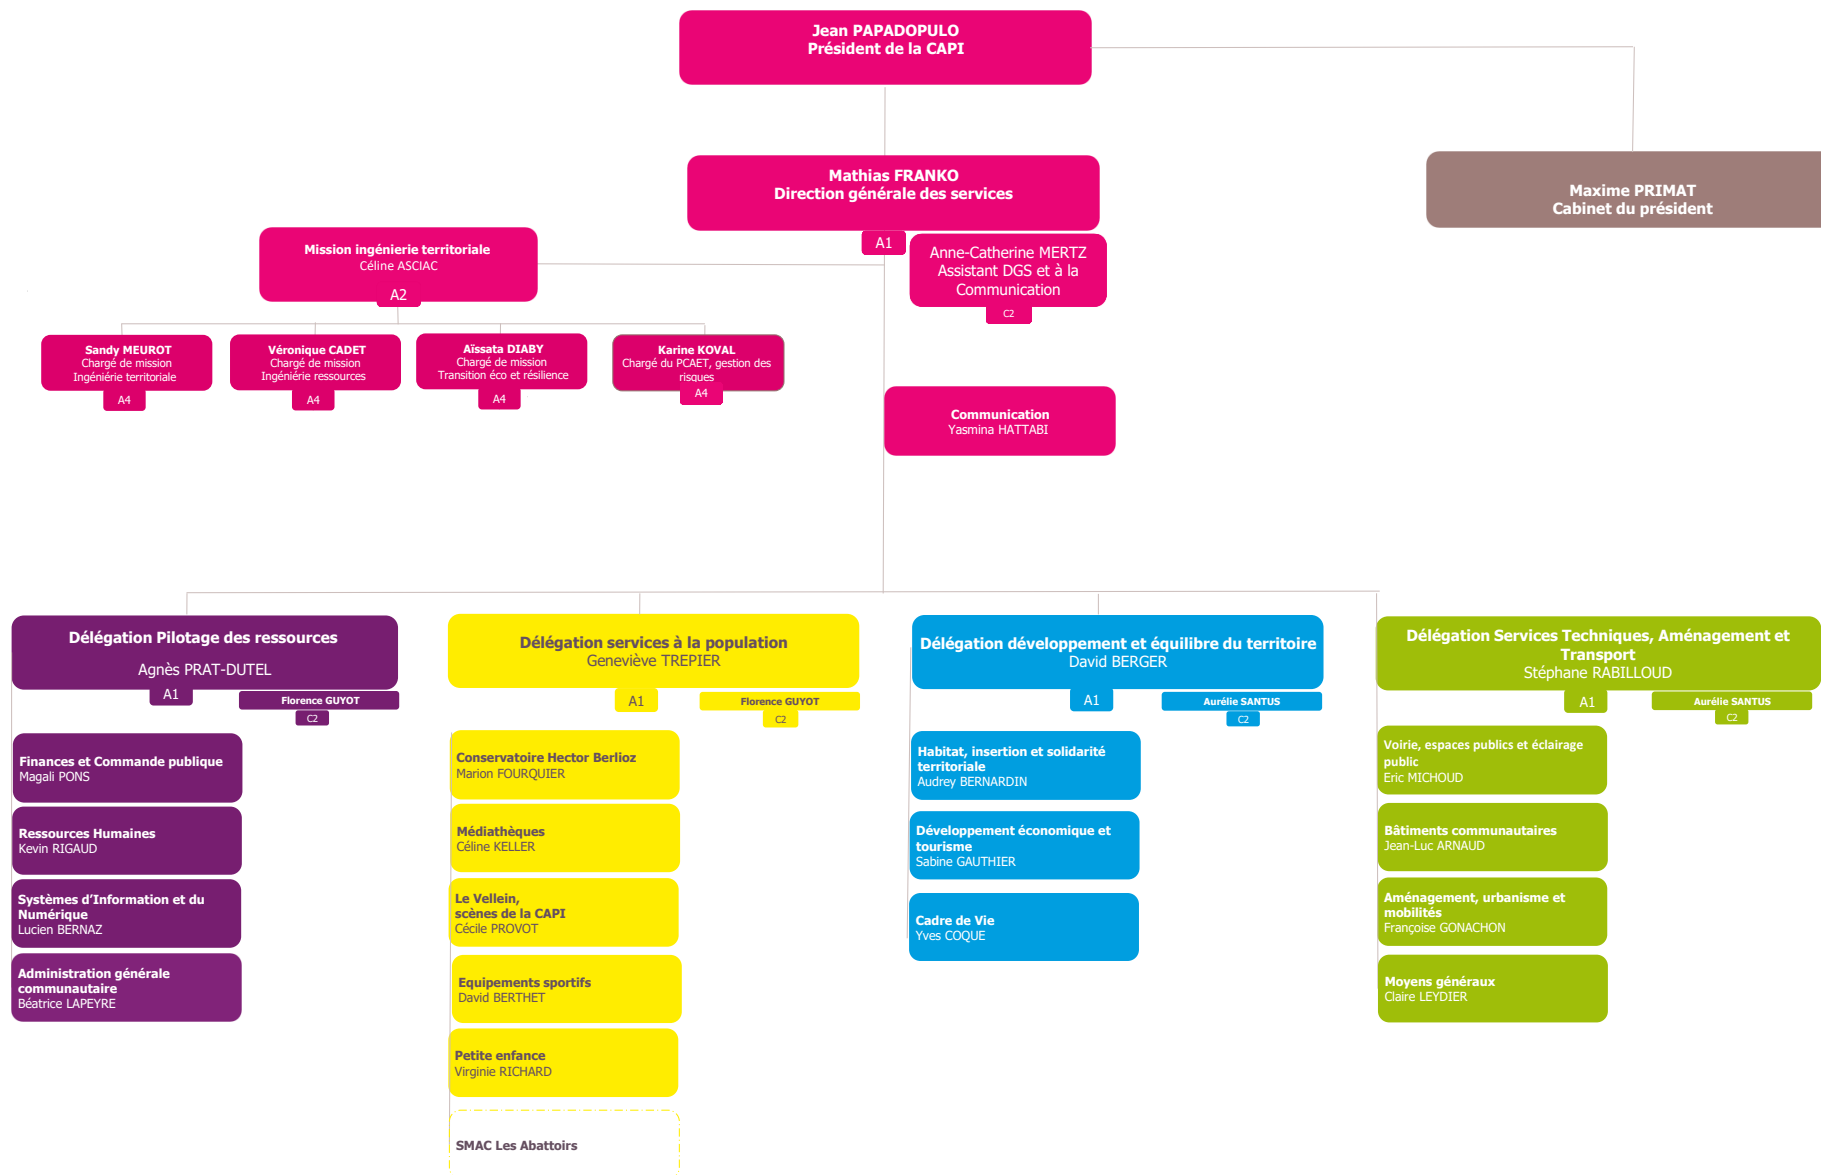 Jean PAPADOPULO
Président de la CAPI
Mathias FRANKO
Direction générale des services
A1
Maxime PRIMAT
Cabinet du président
Anne-Catherine MERTZ
Assistant DGS et à la
Communication
C2
Mission ingénierie territoriale
Céline ASCIAC
A2
Sandy MEUROT
Chargé de mission
Ingéniérie territoriale
A4
Véronique CADET
Chargé de mission
Ingéniérie ressources
A4
Aïssata DIABY
Chargé de mission
Transition éco et résilience
A4
Karine KOVAL
Chargé du PCAET, gestion des
risques
A4
Communication
Yasmina HATTABI
Délégation Pilotage des ressources
Agnès PRAT-DUTEL
A1
Florence GUYOT
C2
Finances et Commande publique
Magali PONS
Ressources Humaines
Kevin RIGAUD
Systèmes d'Information et du
Numérique
Lucien BERNAZ
Administration générale
communautaire
Béatrice LAPEYRE
Délégation services à la population
Geneviève TREPIER
A1
Florence GUYOT
C2
Conservatoire Hector Berlioz
Marion FOURQUIER
Médiathèques
Céline KELLER
Le Vellein,
scènes de la CAPI
Cécile PROVOT
Equipements sportifs
David BERTHET
Petite enfance
Virginie RICHARD
SMAC Les Abattoirs
Délégation développement et équilibre du territoire
David BERGER
A1
Aurélie SANTUS
C2
Habitat, insertion et solidarité
territoriale
Audrey BERNARDIN
Développement économique et
tourisme
Sabine GAUTHIER
Cadre de Vie
Yves COQUE
Délégation Services Techniques, Aménagement et
Transport
Stéphane RABILLOUD
A1
Aurélie SANTUS
C2
Voirie, espaces publics et éclairage
public
Eric MICHOUD
Bâtiments communautaires
Jean-Luc ARNAUD
Aménagement, urbanisme et
mobilités
Françoise GONACHON
Moyens généraux
Claire LEYDIER